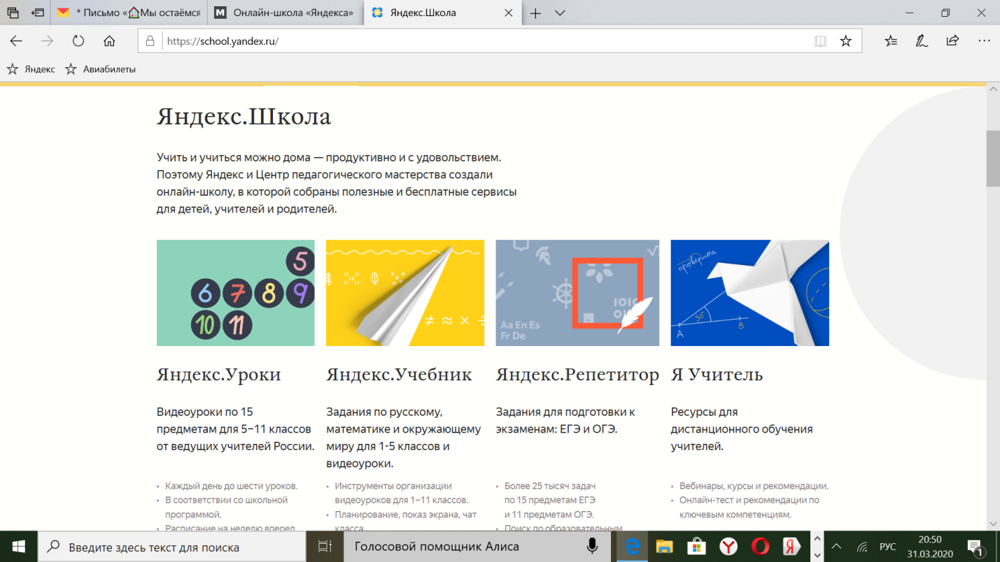 * Письмо «🏠Мы остаёмся
M Онлайн-школа «Яндекса»
Яндекс.Школа
https://school.yandex.ru/
Яндекс
Авиабилеты
Яндекс.Школа
Учить и учиться можно дома — продуктивно и с удовольствием.
Поэтому Яндекс и Центр педагогического мастерства создали
онлайн-школу, в которой собраны полезные и бесплатные сервисы
для детей, учителей и родителей.
5
6 7 8 9
10 11
≠ ≈ × ÷
√
IOIC
Aa En Es
Fr De
проверить
30°
A B
Яндекс.Уроки
Видеоуроки по 15
предметам для 5–11 классов
от ведущих учителей России.
• Каждый день до шести уроков.
• В соответствии со школьной
программой.
• Расписание на неделю вперед
Яндекс.Учебник
Задания по русскому,
математике и окружающему
миру для 1-5 классов и
видеоуроки.
• Инструменты организации
видеоуроков для 1–11 классов.
• Планирование, показ экрана, чат
класса
Яндекс.Репетитор
Задания для подготовки к
экзаменам: ЕГЭ и ОГЭ.
• Более 25 тысяч задач
по 15 предметам ЕГЭ
и 11 предметам ОГЭ.
• Поиск по образовательным
Я Учитель
Ресурсы для
дистанционного обучения
учителей.
• Вебинары, курсы и рекомендации.
• Онлайн-тест и рекомендации по
ключевым компетенциям.
Введите здесь текст для поиска
Голосовой помощник Алиса
РУС
20:50
31.03.2020
1